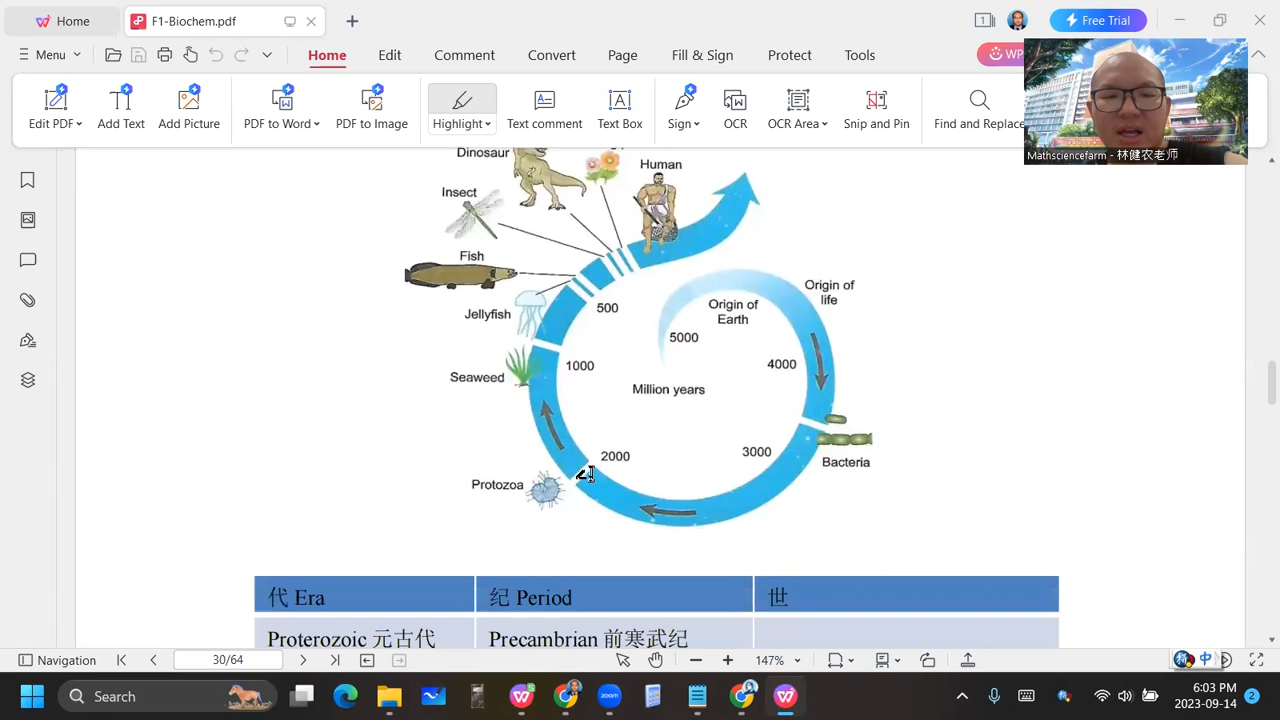 Home
F1-Biochem.pdf
1
Free Trial
Menu
Home
Edit
Comment
Convert
Page
Fill & Sign
Protect
Tools
WP
Edit PDF
Add Text
Add Picture
PDF to Word
PDF to Image
Highlight
Text comment
Text Box
Sign
OCR
OCR Area
Snip and Pin
Find and Replace
Mathsciencefarm - 林健农老师
Dinosaur
Human
Insect
Fish
Jellyfish
Seaweed
Protozoa
Bacteria
Origin of
life
Origin of
Earth
500
1000
2000
3000
4000
5000
Million years
代 Era
纪 Period
世
Proterozoic 元古代
Precambrian 前寒武纪
Navigation
30/64
147%
中
Search
zoom
6:03 PM
2023-09-14
2